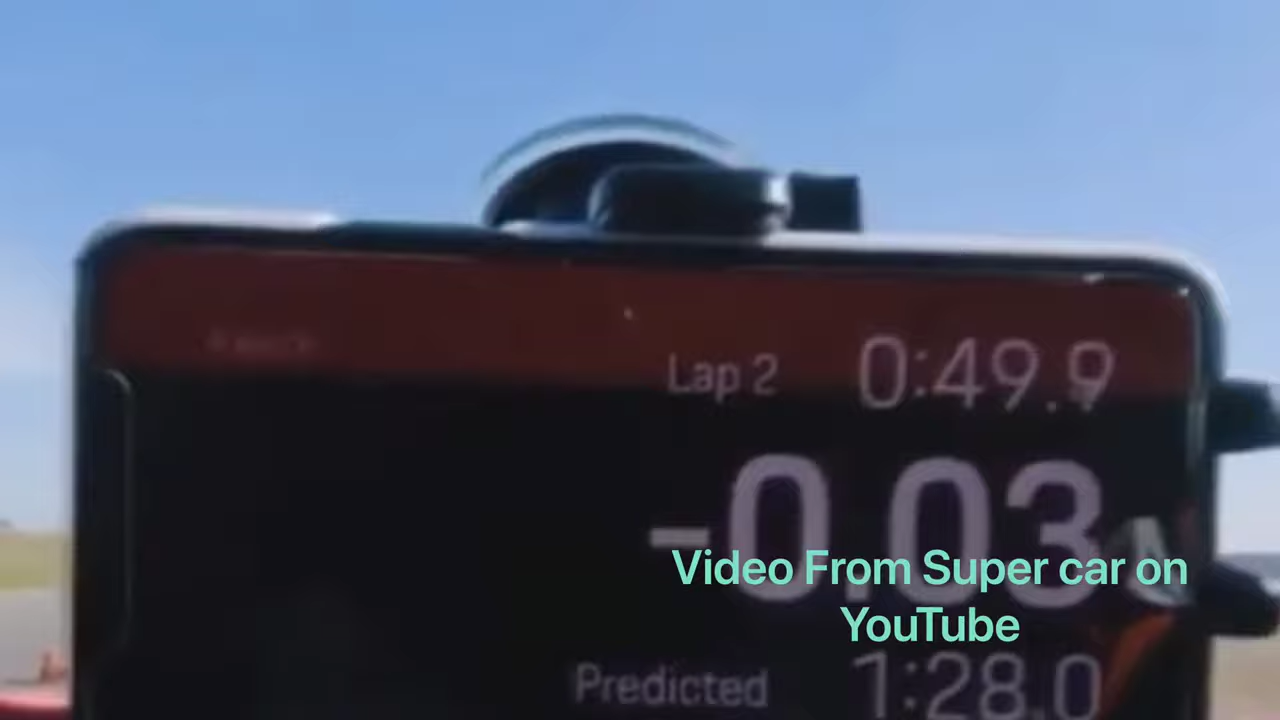 Lap 2 0:49.9
-0.03
Video From Super car on
YouTube
Predicted 1:28.0